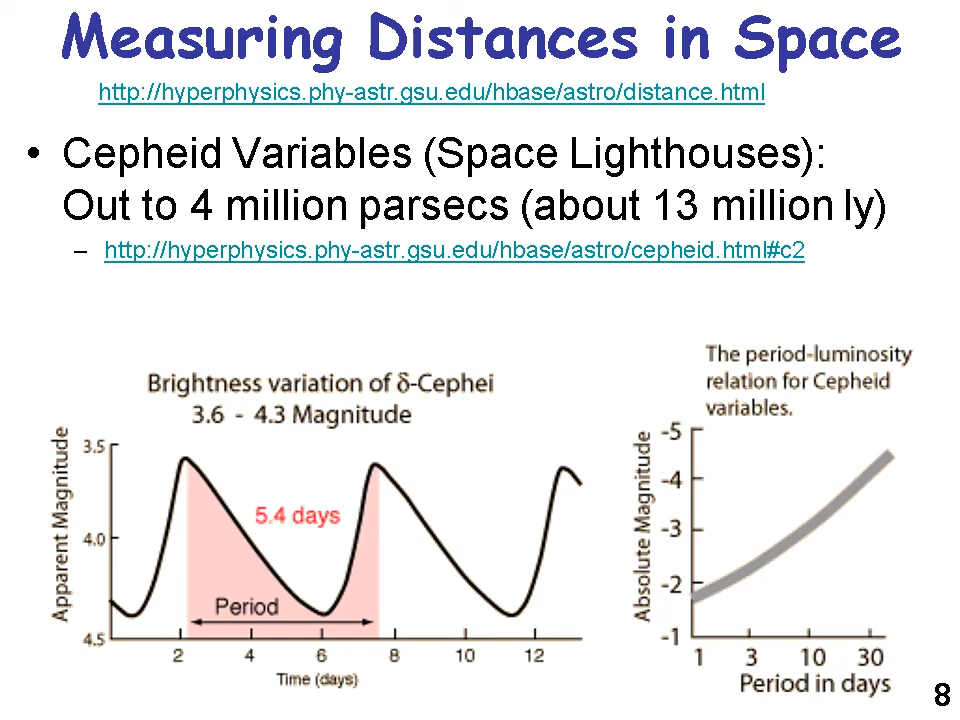 Measuring Distances in Space
http://hyperphysics.phy-astr.gsu.edu/hbase/astro/distance.html
• Cepheid Variables (Space Lighthouses):
Out to 4 million parsecs (about 13 million ly)
– http://hyperphysics.phy-astr.gsu.edu/hbase/astro/cepheid.html#c2
Brightness variation of δ-Cephei
3.6 - 4.3 Magnitude
Apparent Magnitude
3.5
4.0
4.5
5.4 days
Period
2 4 6 8 10 12
Time (days)
The period-luminosity
relation for Cepheid
variables.
Absolute Magnitude
-5
-4
-3
-2
-1
1 3 10 30
Period in days
8